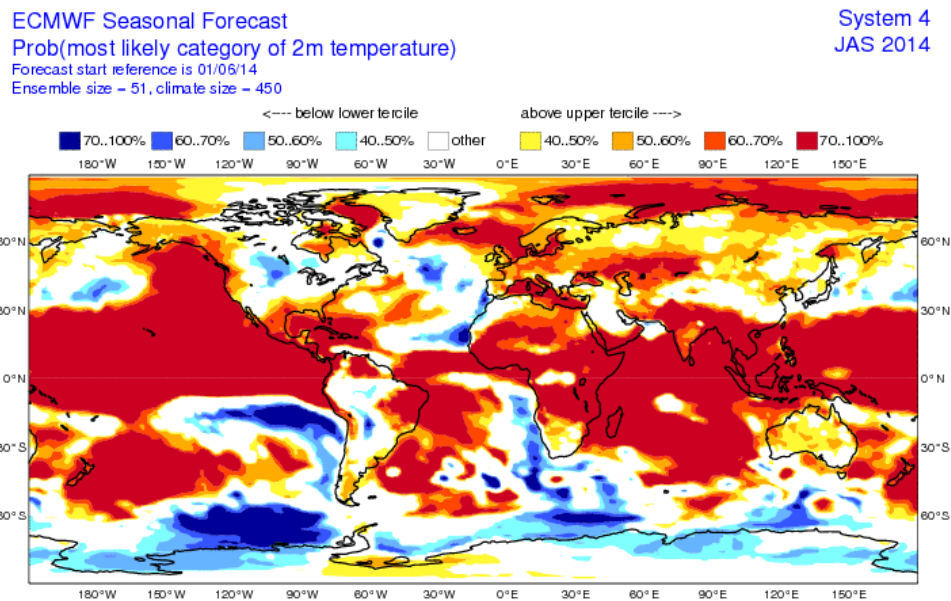 ECMWF Seasonal Forecast
System 4
Prob(most likely category of 2m temperature)
JAS 2014
Forecast start reference is 01/06/14
Ensemble size = 51, climate size = 450
<---- below lower tercile
above upper tercile ---->
70..100% 60..70% 50..60% 40..50% other 40..50% 50..60% 60..70% 70..100%
180°W 150°W 120°W 90°W 60°W 30°W 0°E 30°E 60°E 90°E 120°E 150°E
60°N 60°N
30°N 30°N
0°N 0°N
30°S 30°S
60°S 60°S
180°W 150°W 120°W 90°W 60°W 30°W 0°E 30°E 60°E 90°E 120°E 150°E